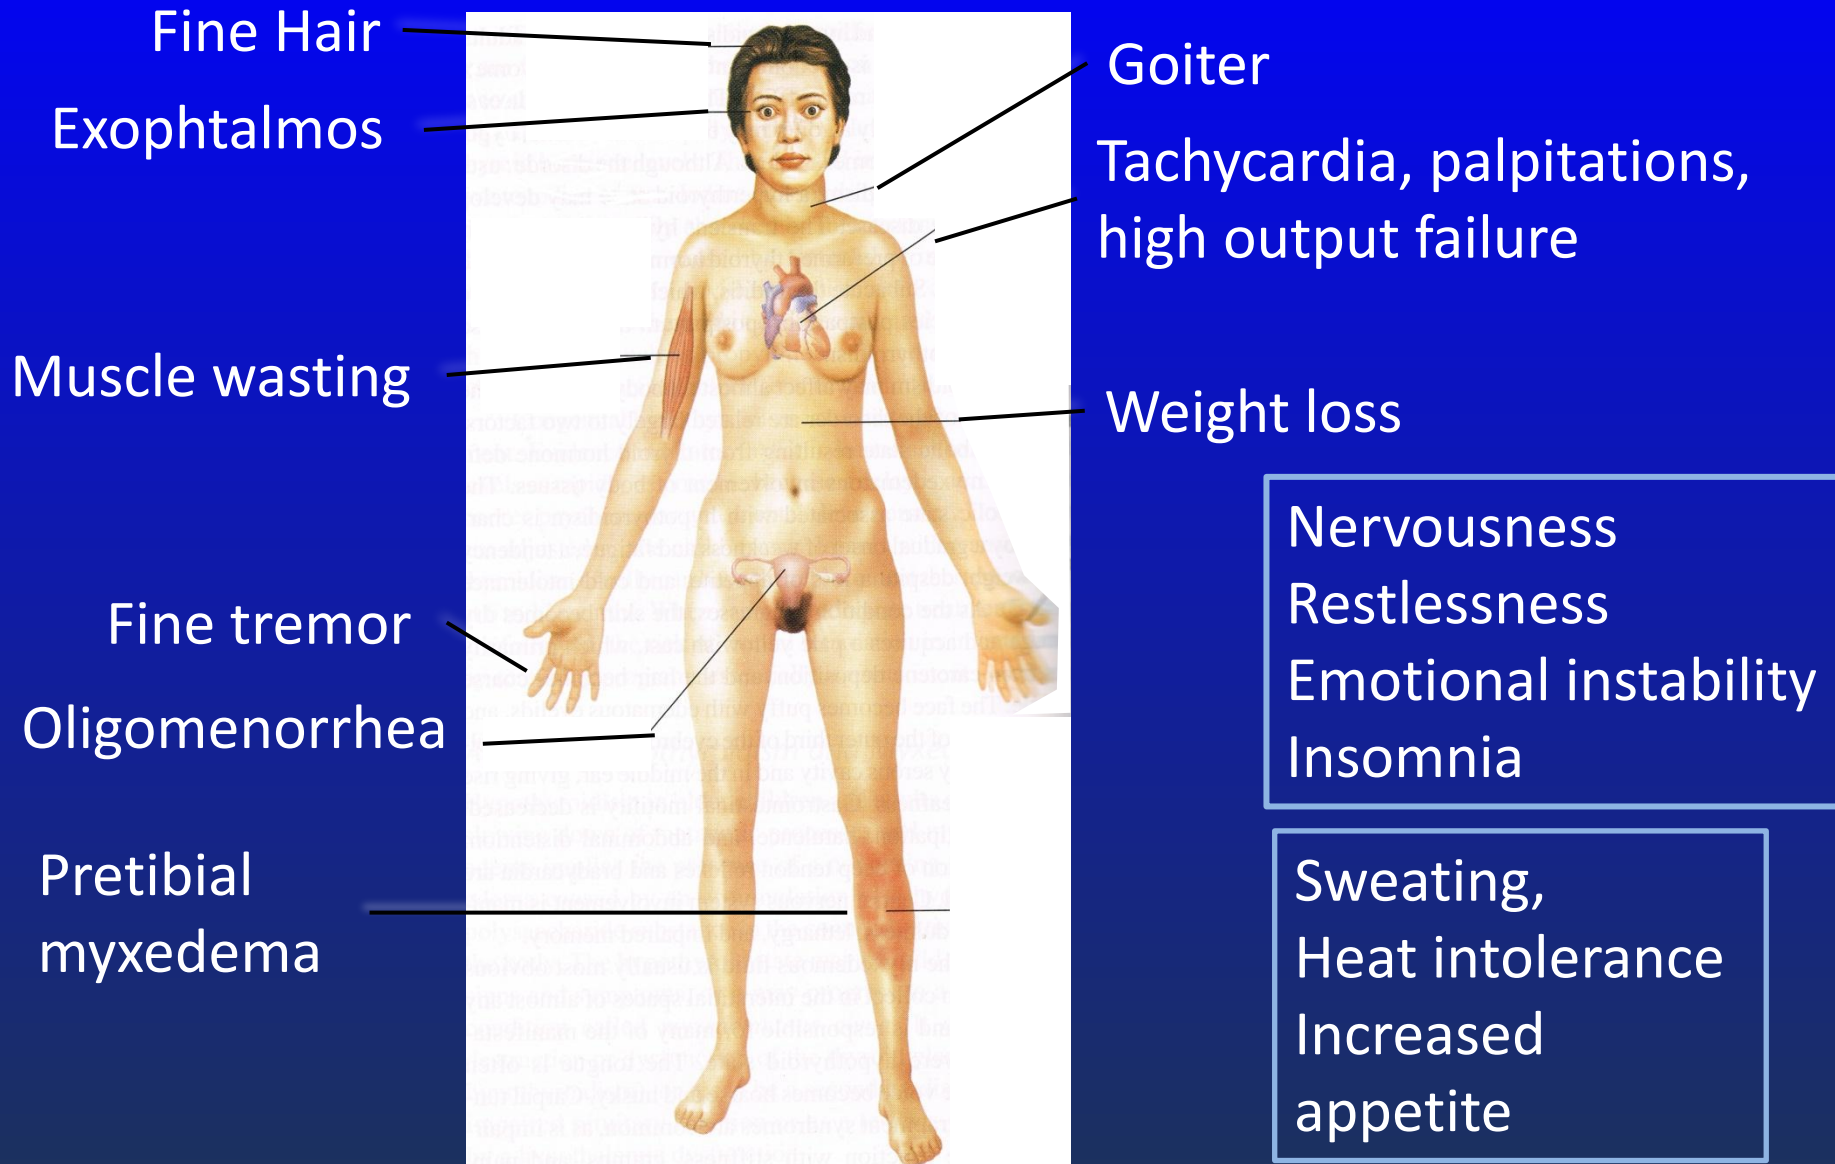 Fine Hair
Exophtalmos
Muscle wasting
Fine tremor
Oligomenorrhea
Pretibial
myxedema
Goiter
Tachycardia, palpitations,
high output failure
Weight loss
Nervousness
Restlessness
Emotional instability
Insomnia
Sweating,
Heat intolerance
Increased
appetite